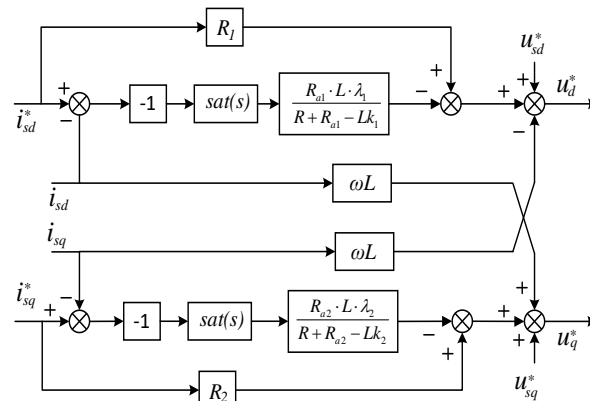 R₁
u*sd
+ + + u*d
i*sd − -1 sat(s) Ra1·L·λ1 / R+Ra1−Lk1 − + −
isd ωL
isq ωL
i*sq − + -1 sat(s) Ra2·L·λ2 / R+Ra2−Lk2 − + + + + u*q
R₂
u*sq